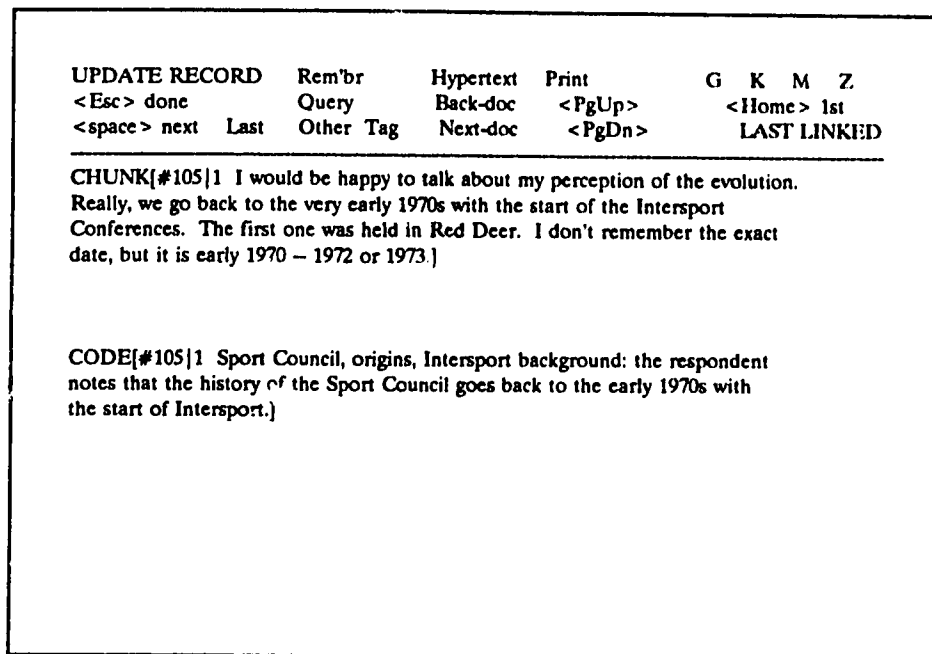 UPDATE RECORD Rem'br Hypertext Print G K M Z
<Esc> done Query Back-doc <PgUp> <Home> 1st
<space> next Last Other Tag Next-doc <PgDn> LAST LINKED
CHUNK[#105|1 I would be happy to talk about my perception of the evolution.
Really, we go back to the very early 1970s with the start of the Intersport
Conferences. The first one was held in Red Deer. I don't remember the exact
date, but it is early 1970 – 1972 or 1973.]
CODE[#105|1 Sport Council, origins, Intersport background: the respondent
notes that the history of the Sport Council goes back to the early 1970s with
the start of Intersport.]